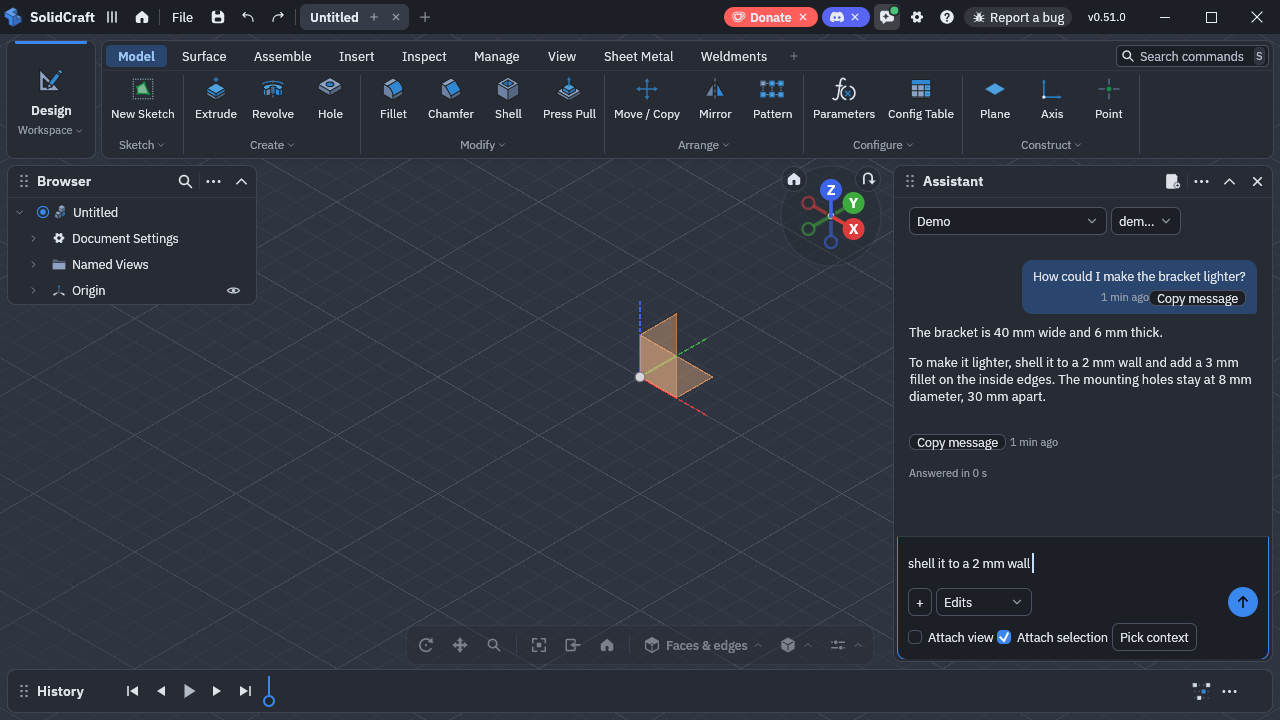 SolidCraft
File
Untitled
Donate
Report a bug
v0.51.0
Design
Workspace
Model
Surface
Assemble
Insert
Inspect
Manage
View
Sheet Metal
Weldments
Search commands
S
New Sketch
Extrude
Revolve
Hole
Fillet
Chamfer
Shell
Press Pull
Move / Copy
Mirror
Pattern
Parameters
Config Table
Plane
Axis
Point
Sketch
Create
Modify
Arrange
Configure
Construct
Browser
Untitled
Document Settings
Named Views
Origin
Z
Y
X
Assistant
Demo
dem...
How could I make the bracket lighter?
1 min ago
Copy message
The bracket is 40 mm wide and 6 mm thick.
To make it lighter, shell it to a 2 mm wall and add a 3 mm
fillet on the inside edges. The mounting holes stay at 8 mm
diameter, 30 mm apart.
Copy message
1 min ago
Answered in 0 s
shell it to a 2 mm wall
+
Edits
Attach view
Attach selection
Pick context
Faces & edges
History